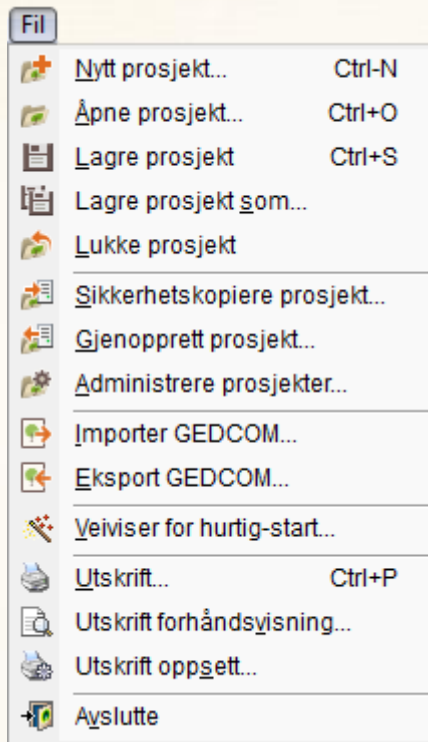 Fil
Nytt prosjekt... Ctrl-N
Åpne prosjekt... Ctrl+O
Lagre prosjekt Ctrl+S
Lagre prosjekt som...
Lukke prosjekt
Sikkerhetskopiere prosjekt...
Gjenopprett prosjekt...
Administrere prosjekter...
Importer GEDCOM...
Eksport GEDCOM...
Veiviser for hurtig-start...
Utskrift... Ctrl+P
Utskrift forhåndsvisning...
Utskrift oppsett...
Avslutte